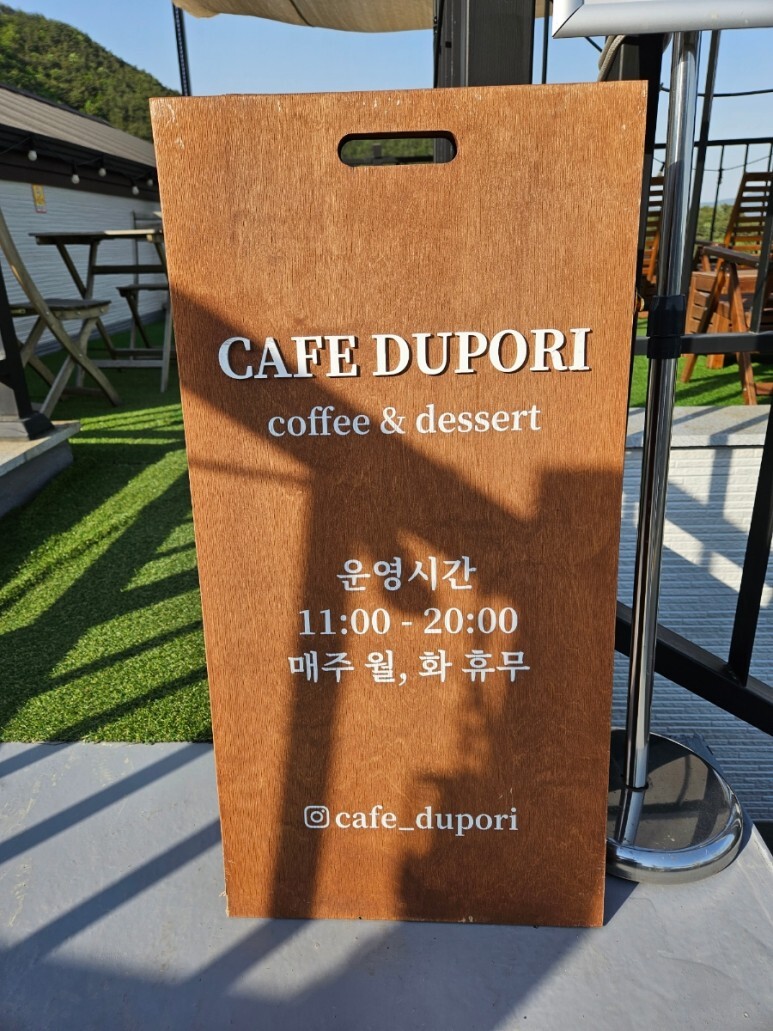 CAFE DUPORI
coffee & dessert
운영시간
11:00 - 20:00
매주 월, 화 휴무
cafe_dupori